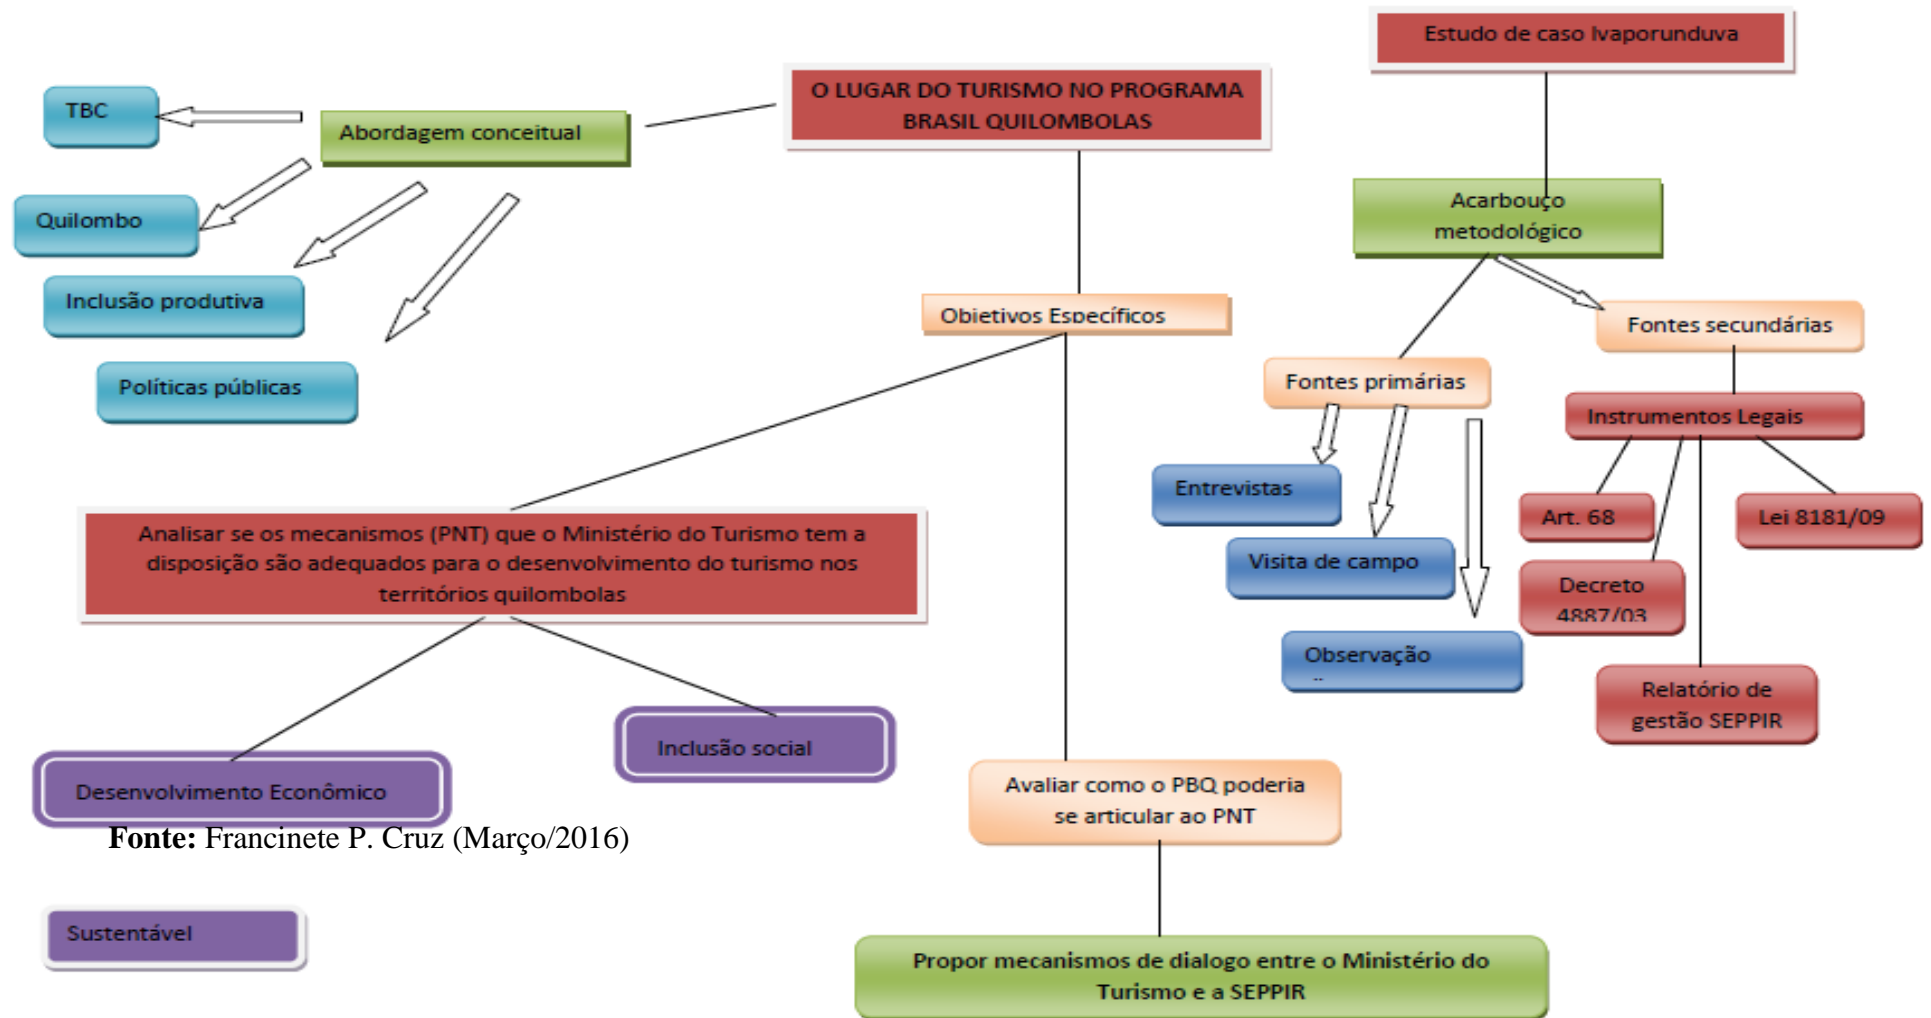 Estudo de caso Ivaporunduva
O LUGAR DO TURISMO NO PROGRAMA
BRASIL QUILOMBOLAS
TBC
Abordagem conceitual
Quilombo
Inclusão produtiva
Políticas públicas
Acarbouço
metodológico
Obietivos Específicos
Fontes secundárias
Fontes primárias
Instrumentos Legais
Entrevistas
Visita de campo
Observação
Art. 68
Lei 8181/09
Decreto
4887/03
Relatório de
gestão SEPPIR
Analisar se os mecanismos (PNT) que o Ministério do Turismo tem a
disposição são adequados para o desenvolvimento do turismo nos
territórios quilombolas
Inclusão social
Desenvolvimento Econômico
Fonte: Francinete P. Cruz (Março/2016)
Sustentável
Avaliar como o PBQ poderia
se articular ao PNT
Propor mecanismos de dialogo entre o Ministério do
Turismo e a SEPPIR